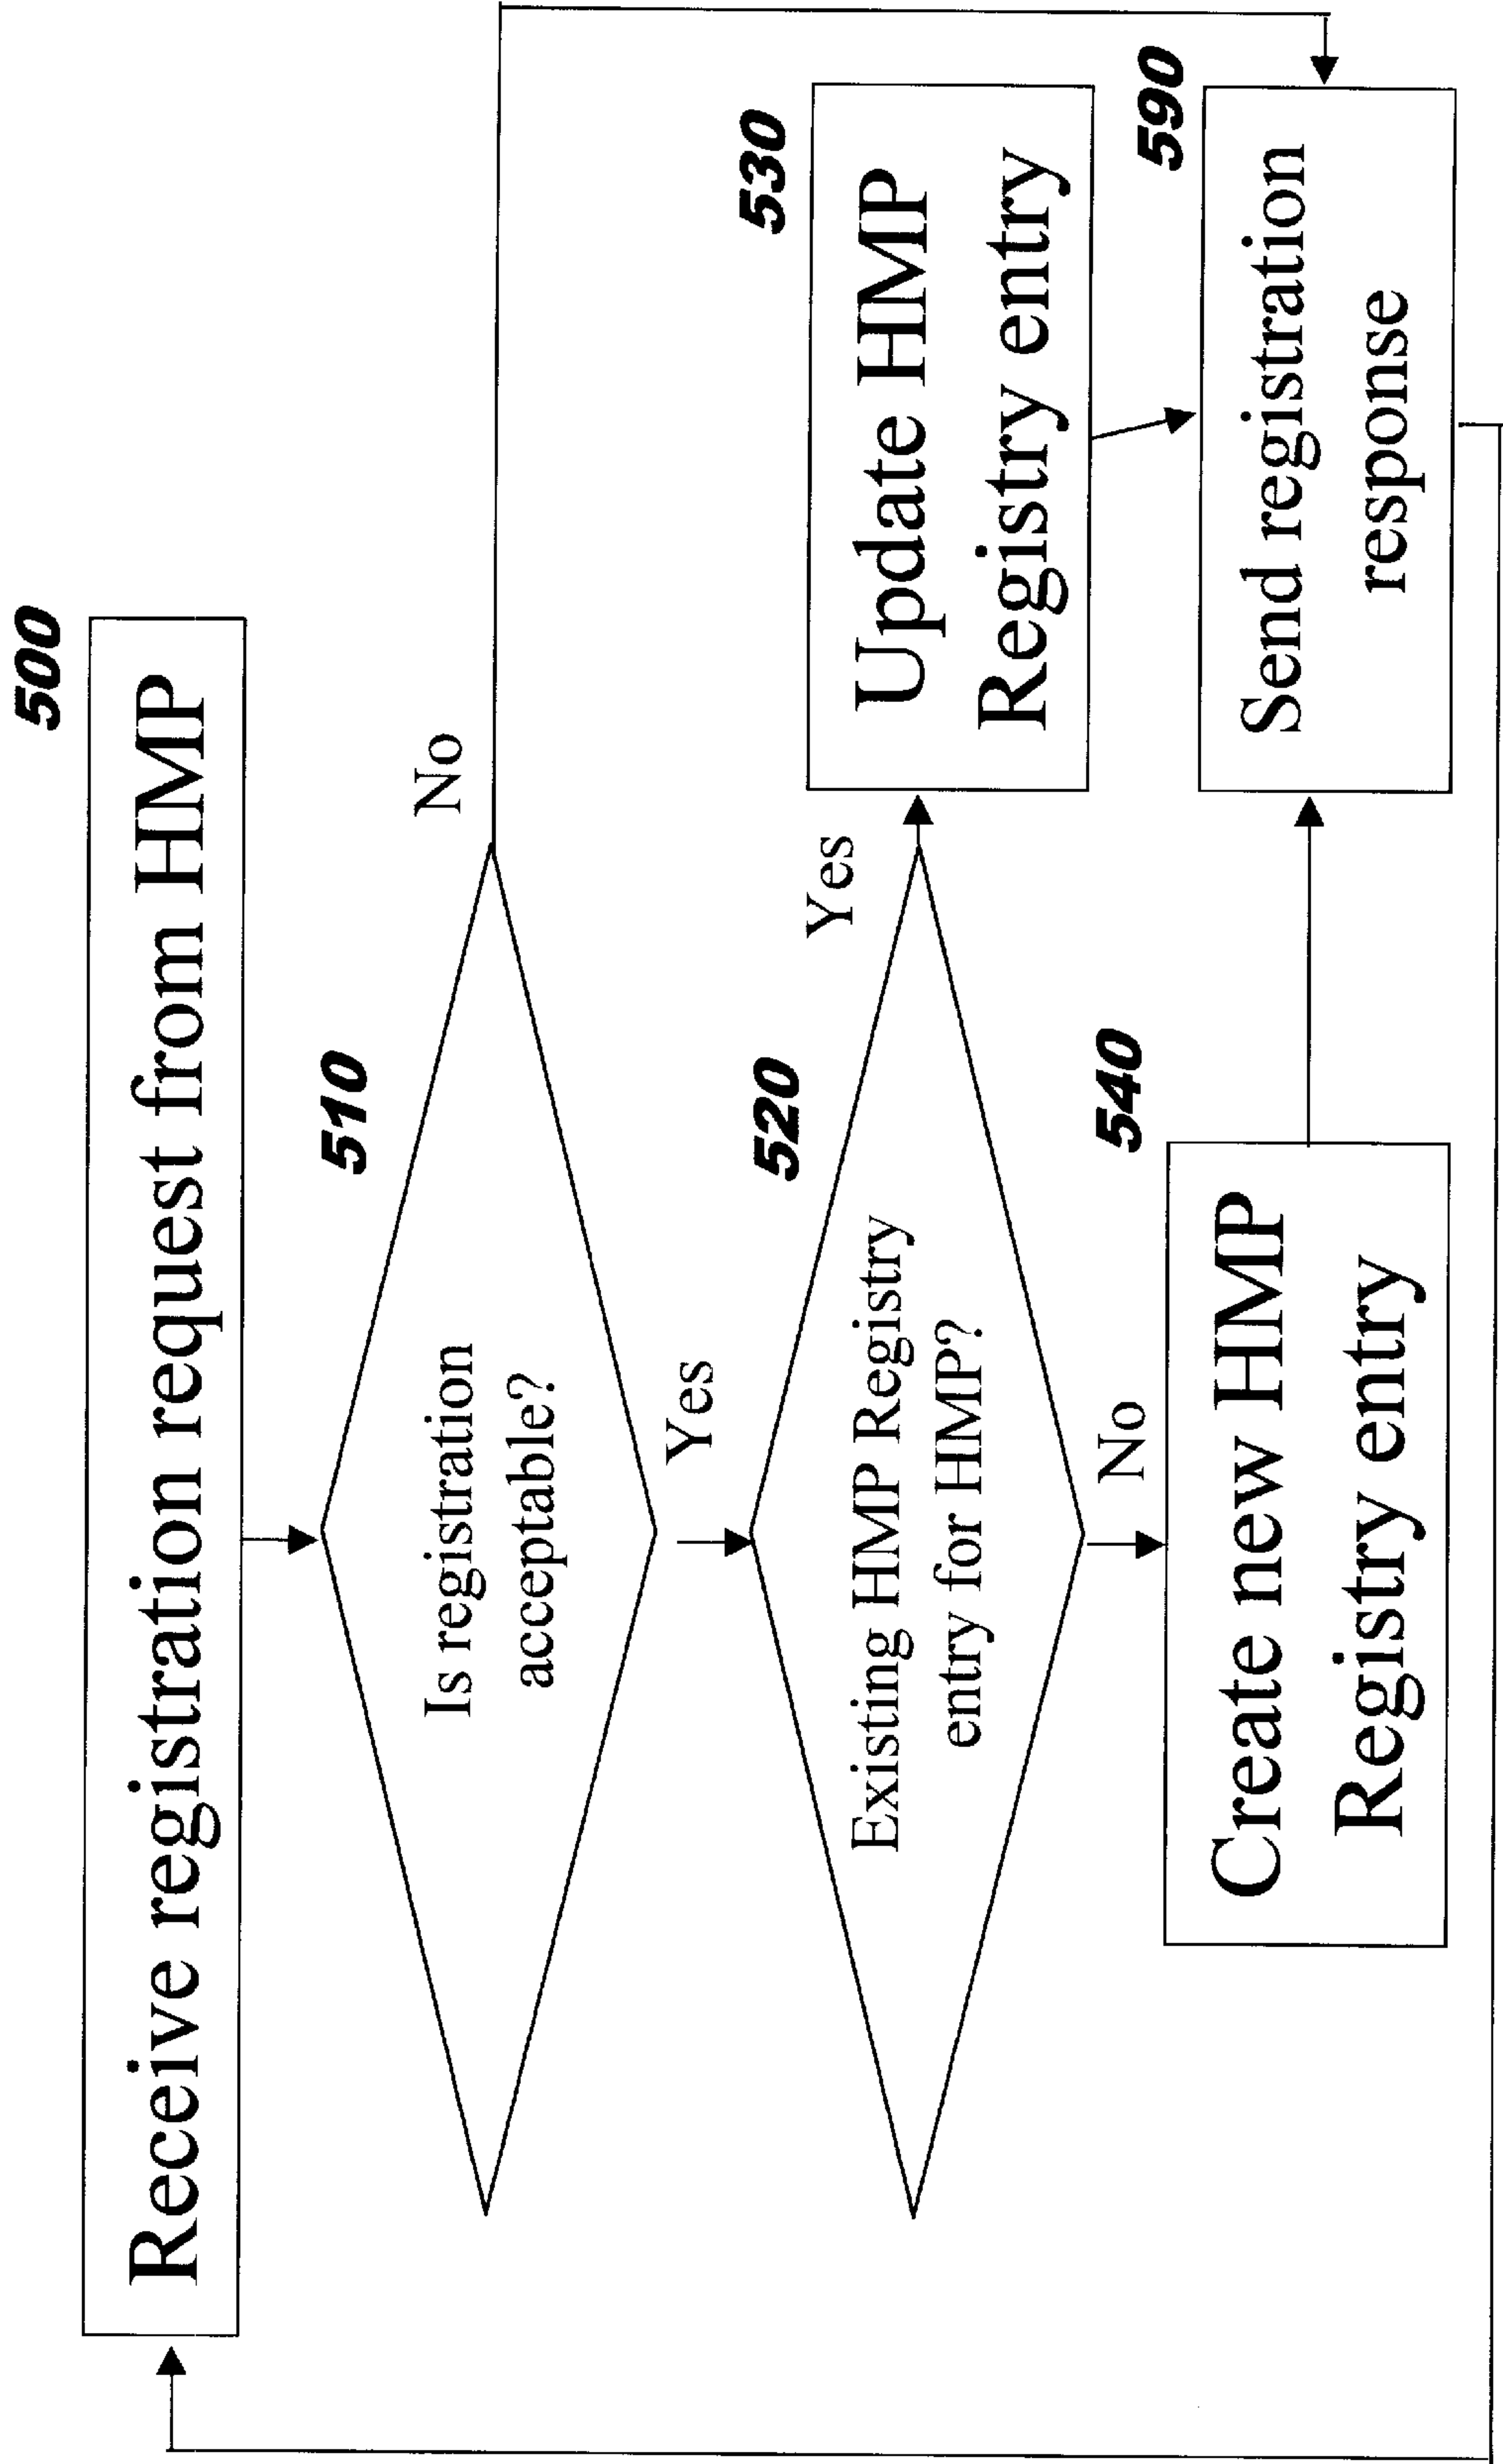 500
Receive registration request from HMP
510
Is registration
acceptable?
No
Yes
520
Existing HMP Registry
entry for HMP?
Yes
530
Update HMP
Registry entry
No
540
Create new HMP
Registry entry
590
Send registration
response